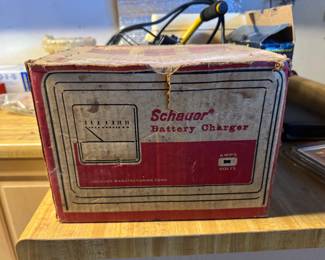 Schauer®
Battery Charger
AMPS
VOLTS